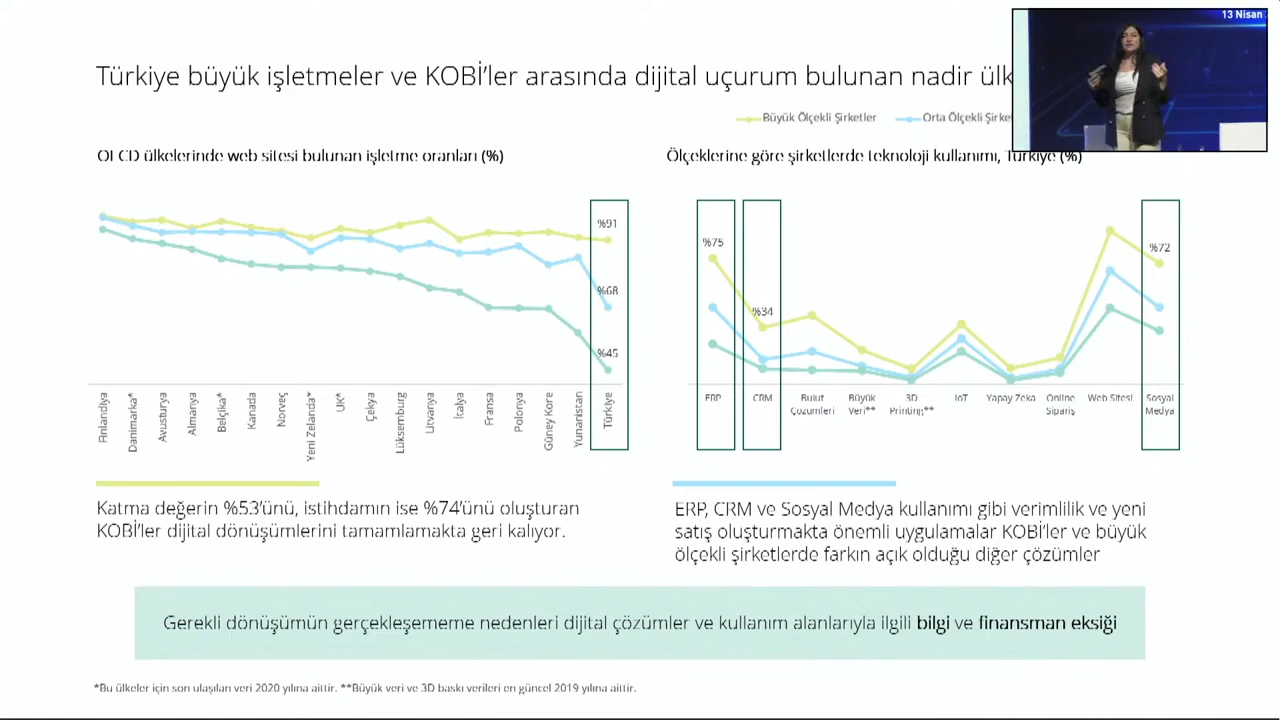 13 Nisan
Türkiye büyük işletmeler ve KOBİ'ler arasında dijital uçurum bulunan nadir
Büyük Ölçekli Şirketler
Orta Ölçekli
OECD ülkelerinde web sitesi bulunan işletme oranları (%)
Ölçeklerine göre şirketlerde teknoloji kullanımı, Türkiye (%)
%91
%68
%45
%75
%34
%72
Finlandiya
Danimarka*
Avusturya
Almanya
Belçika*
Kanada
Norveç
Yeni Zelanda*
UK*
Çekya
Lüksemburg
Litvanya
İtalya
Fransa
Polonya
Güney Kore
Yunanistan
Türkiye
ERP
CRM
Bulut
Çözümleri
Büyük
Veri**
3D
Printing**
IoT
Yapay Zeka
Online
Sipariş
Web Sitesi
Sosyal
Medya
Katma değerin %53'ünü, istihdamın ise %74'ünü oluşturan
KOBİ'ler dijital dönüşümlerini tamamlamakta geri kalıyor.
ERP, CRM ve Sosyal Medya kullanımı gibi verimlilik ve yeni
satış oluşturmakta önemli uygulamalar KOBİ'ler ve büyük
ölçekli şirketlerde farkın açık olduğu diğer çözümler
Gerekli dönüşümün gerçekleşememe nedenleri dijital çözümler ve kullanım alanlarıyla ilgili bilgi ve finansman eksiği
*Bu ülkeler için son ulaşılan veri 2020 yılına aittir. **Büyük veri ve 3D baskı verileri en güncel 2019 yılına aittir.